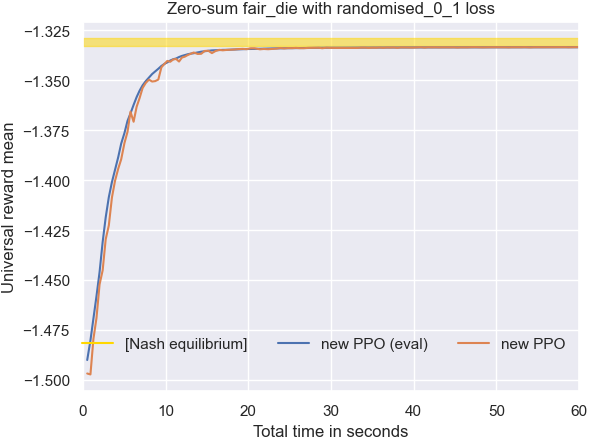 Zero-sum fair_die with randomised_0_1 loss
Universal reward mean
−1.325
−1.350
−1.375
−1.400
−1.425
−1.450
−1.475
−1.500
[Nash equilibrium] new PPO (eval) new PPO
0 10 20 30 40 50 60
Total time in seconds